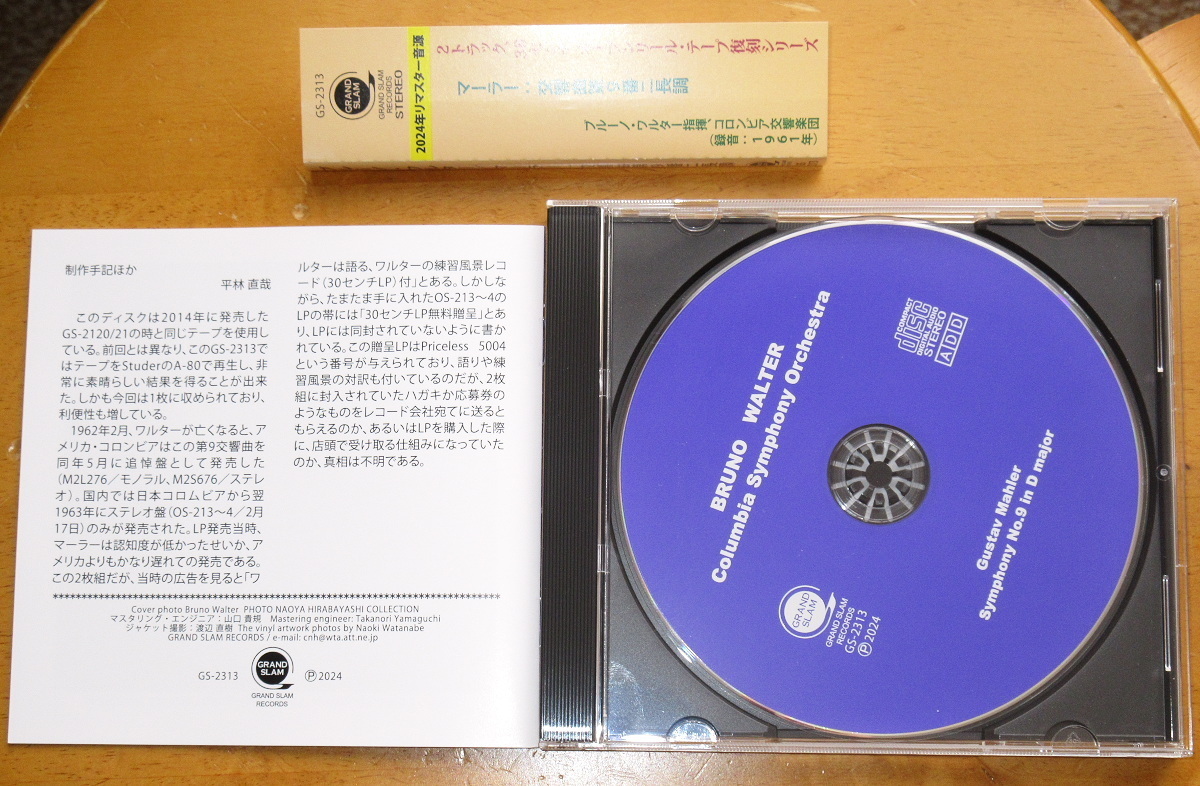 GS-2313
GRAND
SLAM
GRAND SLAM
RECORDS
STEREO
2024年リマスター音源
2トラック
リール・テープ復刻シリーズ
マーラー：交響曲第9番ニ長調
ブルーノ・ワルター指揮、コロンビア交響楽団
（録音：1961年）
制作手記ほか
平林 直哉
このディスクは2014年に発売した
GS-2120/21の時と同じテープを使用し
ている。前回とは異なり、このGS-2313で
はテープをStuderのA-80で再生し、非
常に素晴らしい結果を得ることが出来
た。しかも今回は1枚に収められており、
利便性も増している。
1962年2月、ワルターが亡くなると、ア
メリカ・コロンビアはこの第9交響曲を
同年5月に追悼盤として発売した
（M2L276／モノラル、M2S676／ステレ
オ）。国内では日本コロムビアから翌
1963年にステレオ盤（OS-213～4／2月
17日）のみが発売された。LP発売当時、
マーラーは認知度が低かったせいか、ア
メリカよりもかなり遅れての発売である。
この2枚組だが、当時の広告を見ると「ワ
ルターは語る、ワルターの練習風景レコ
ード（30センチLP）付」とある。しかしな
がら、たまたま手に入れたOS-213～4の
LPの帯には「30センチLP無料贈呈」とあ
り、LPには同封されていないように書か
れている。この贈呈LPはPriceless 5004
という番号が与えられており、語りや練
習風景の対訳も付いているのだが、2枚
組に封入されていたハガキか応募券の
ようなものをレコード会社宛てに送ると
もらえるのか、あるいはLPを購入した際
に、店頭で受け取る仕組みになっていた
のか、真相は不明である。
************************************************************
Cover photo Bruno Walter PHOTO NAOYA HIRABAYASHI COLLECTION
マスタリング・エンジニア；山口 貴規 Mastering engineer: Takanori Yamaguchi
ジャケット撮影；渡辺 直樹 The vinyl artwork photos by Naoki Watanabe
GRAND SLAM RECORDS / e-mail: cnh@wta.att.ne.jp
GS-2313
GRAND
SLAM
GRAND SLAM
RECORDS
Ⓟ2024
BRUNO WALTER
Columbia Symphony Orchestra
COMPACT
disc
DIGITAL AUDIO
STEREO
ADD
Gustav Mahler
Symphony No.9 in D major
GRAND
SLAM
GRAND SLAM
RECORDS
GS-2313
Ⓟ2024